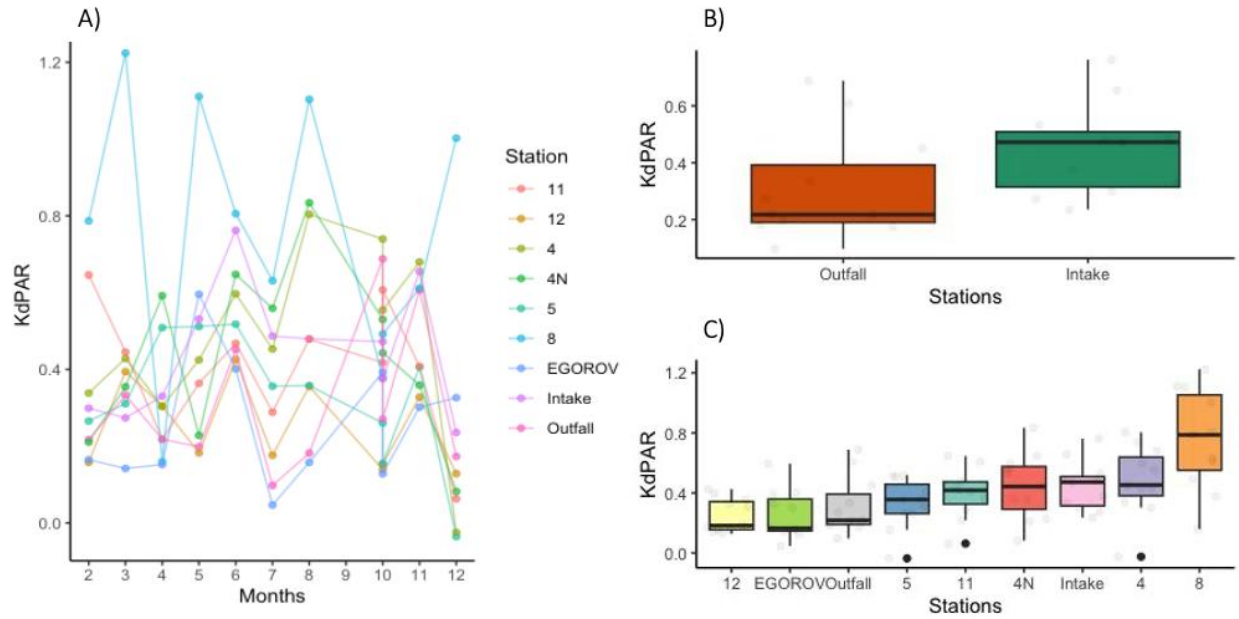 A)
1.2
0.8
0.4
0.0
KdPAR
2 3 4 5 6 7 8 9 10 11 12
Months
Station
11
12
4
4N
5
8
EGOROV
Intake
Outfall
B)
0.6
0.4
0.2
KdPAR
Outfall Intake
Stations
C)
1.2
0.8
0.4
0.0
KdPAR
12 EGOROV Outfall 5 11 4N Intake 4 8
Stations